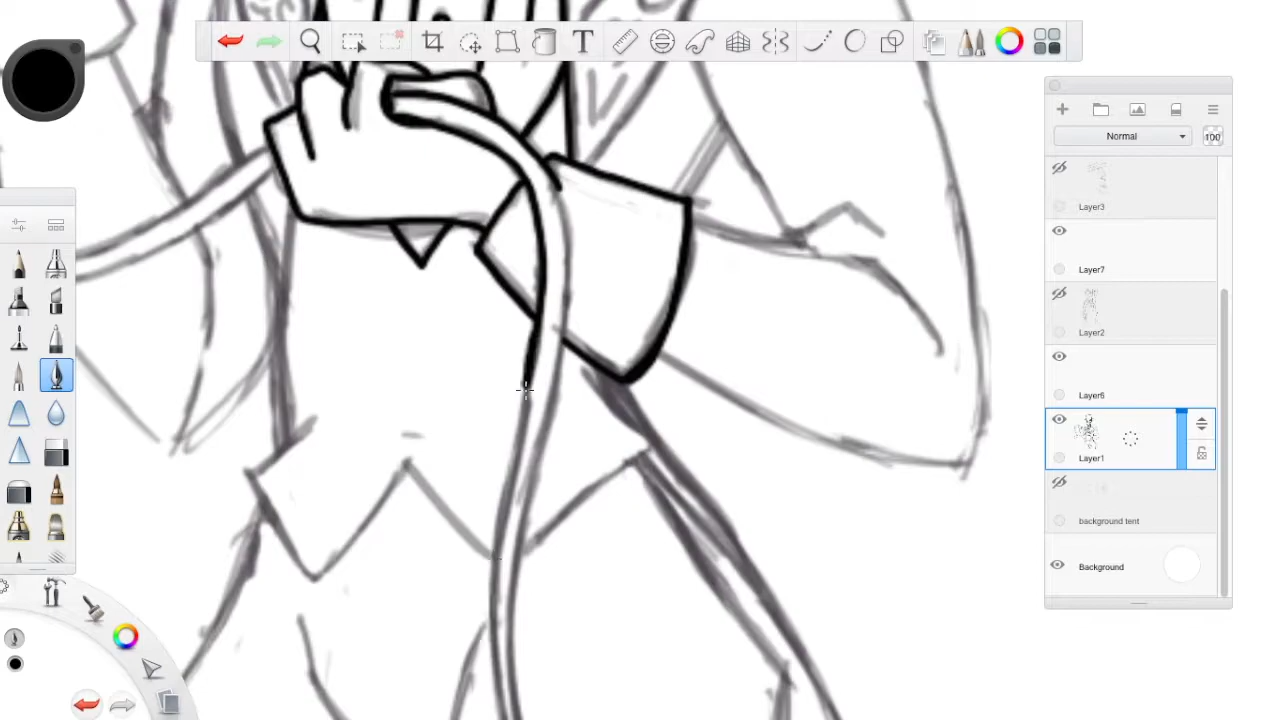 T
Normal
100
Layer3
Layer7
Layer2
Layer6
Layer1
background tent
Background